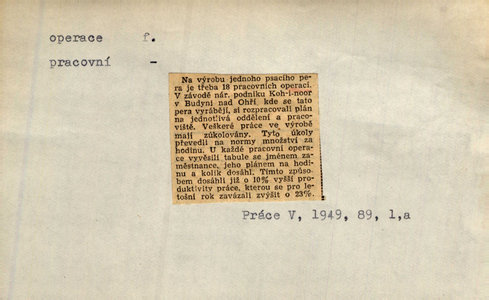 operace f.
pracovní -
Na výrobu jednoho psacího pe-
ra je třeba 18 pracovních operací.
V závodě nár. podniku Koh-i-noor
v Budyni nad Ohří, kde se tato
pera vyrábějí, si rozpracovali plán
na jednotlivá oddělení a praco-
viště. Veškeré práce ve výrobě
mají zúkolovány. Tyto úkoly
převedli na normy množství za
hodinu. U každé pracovní opera-
ce vyvěsili tabule se jménem za-
městnance, jeho plánem na hodi-
nu a kolik dosáhl. Tímto způso-
bem dosáhli již o 10% vyšší pro-
duktivity práce, kterou se pro le-
tošní rok zavázali zvýšit o 23%.
Práce V, 1949, 89, 1,a